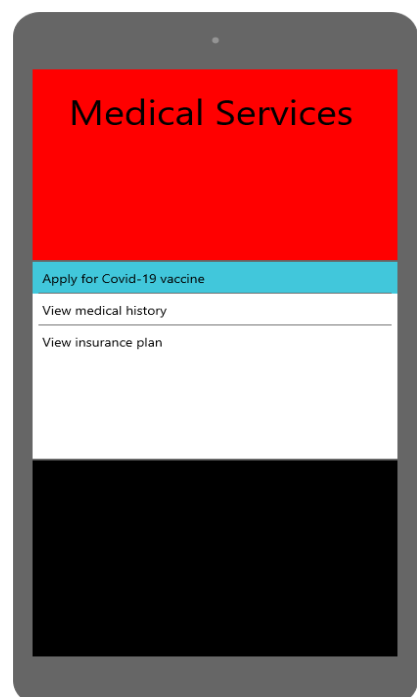 Medical Services
Apply for Covid-19 vaccine
View medical history
View insurance plan